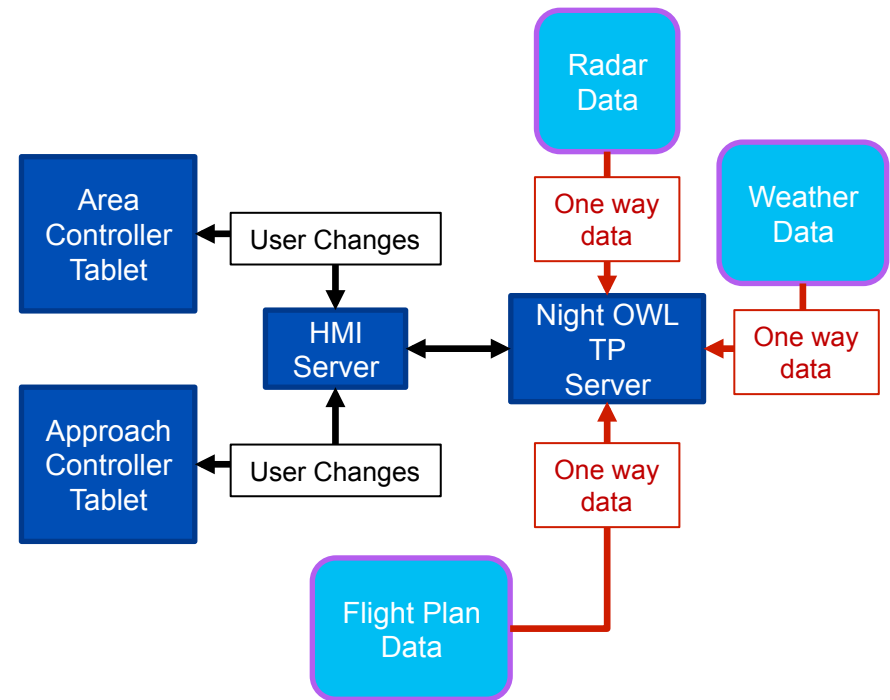 Radar
Data
Weather
Data
Area
Controller
Tablet
User Changes
One way
data
HMI
Server
Night OWL
TP
Server
One way
data
Approach
Controller
Tablet
User Changes
One way
data
Flight Plan
Data